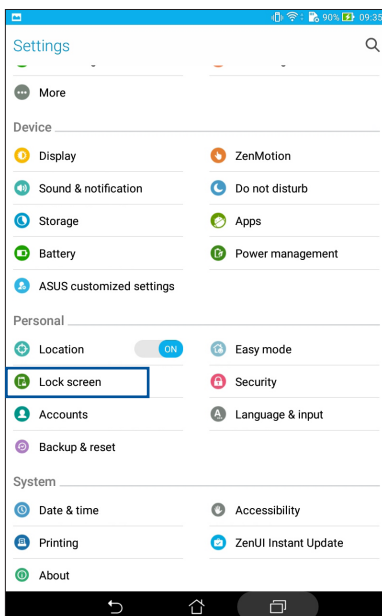 90% 09:35
Settings
More
Device
Display ZenMotion
Sound & notification Do not disturb
Storage Apps
Battery Power management
ASUS customized settings
Personal
Location ON Easy mode
Lock screen Security
Accounts Language & input
Backup & reset
System
Date & time Accessibility
Printing ZenUI Instant Update
About